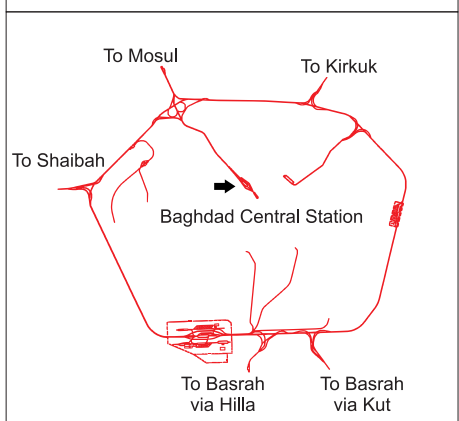 To Mosul
To Kirkuk
To Shaibah
Baghdad Central Station
To Basrah
via Hilla
To Basrah
via Kut